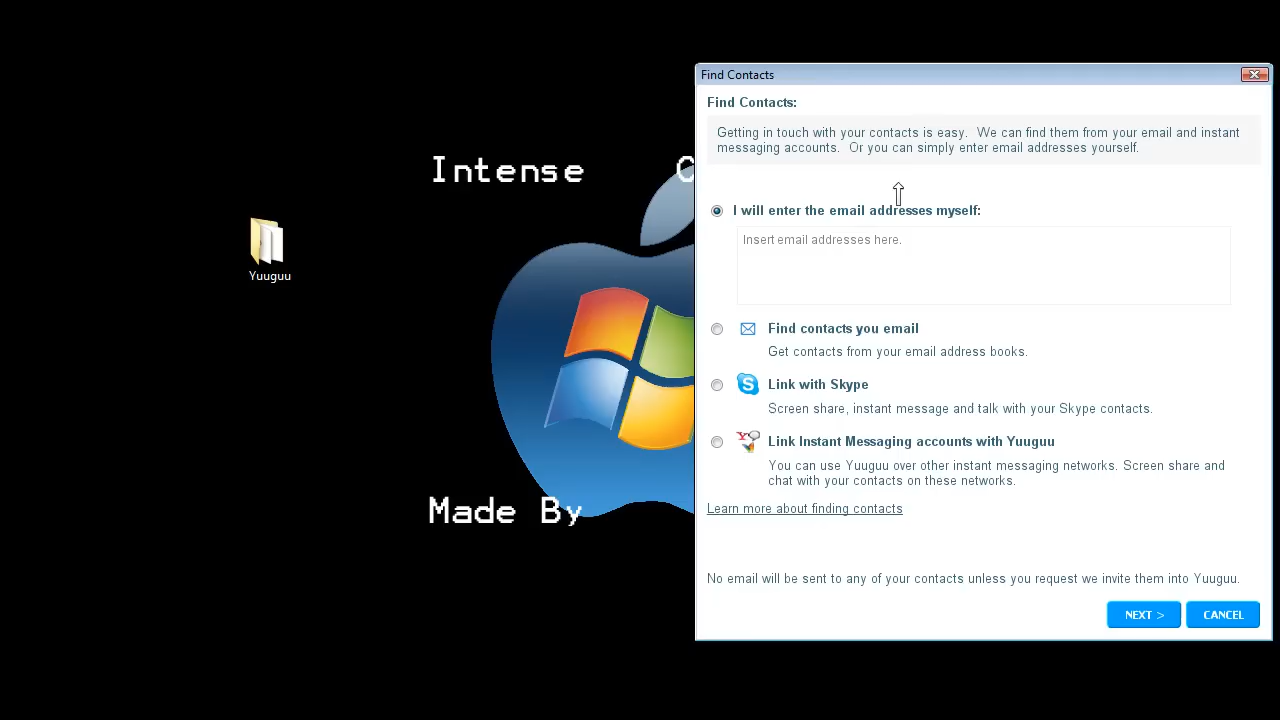 Find Contacts
Find Contacts:
Getting in touch with your contacts is easy. We can find them from your email and instant
messaging accounts. Or you can simply enter email addresses yourself.
Intense C
I will enter the email addresses myself:
Insert email addresses here.
Yuuguu
Find contacts you email
Get contacts from your email address books.
Link with Skype
Screen share, instant message and talk with your Skype contacts.
Link Instant Messaging accounts with Yuuguu
You can use Yuuguu over other instant messaging networks. Screen share and
chat with your contacts on these networks.
Learn more about finding contacts
Made By
No email will be sent to any of your contacts unless you request we invite them into Yuuguu.
NEXT >
CANCEL